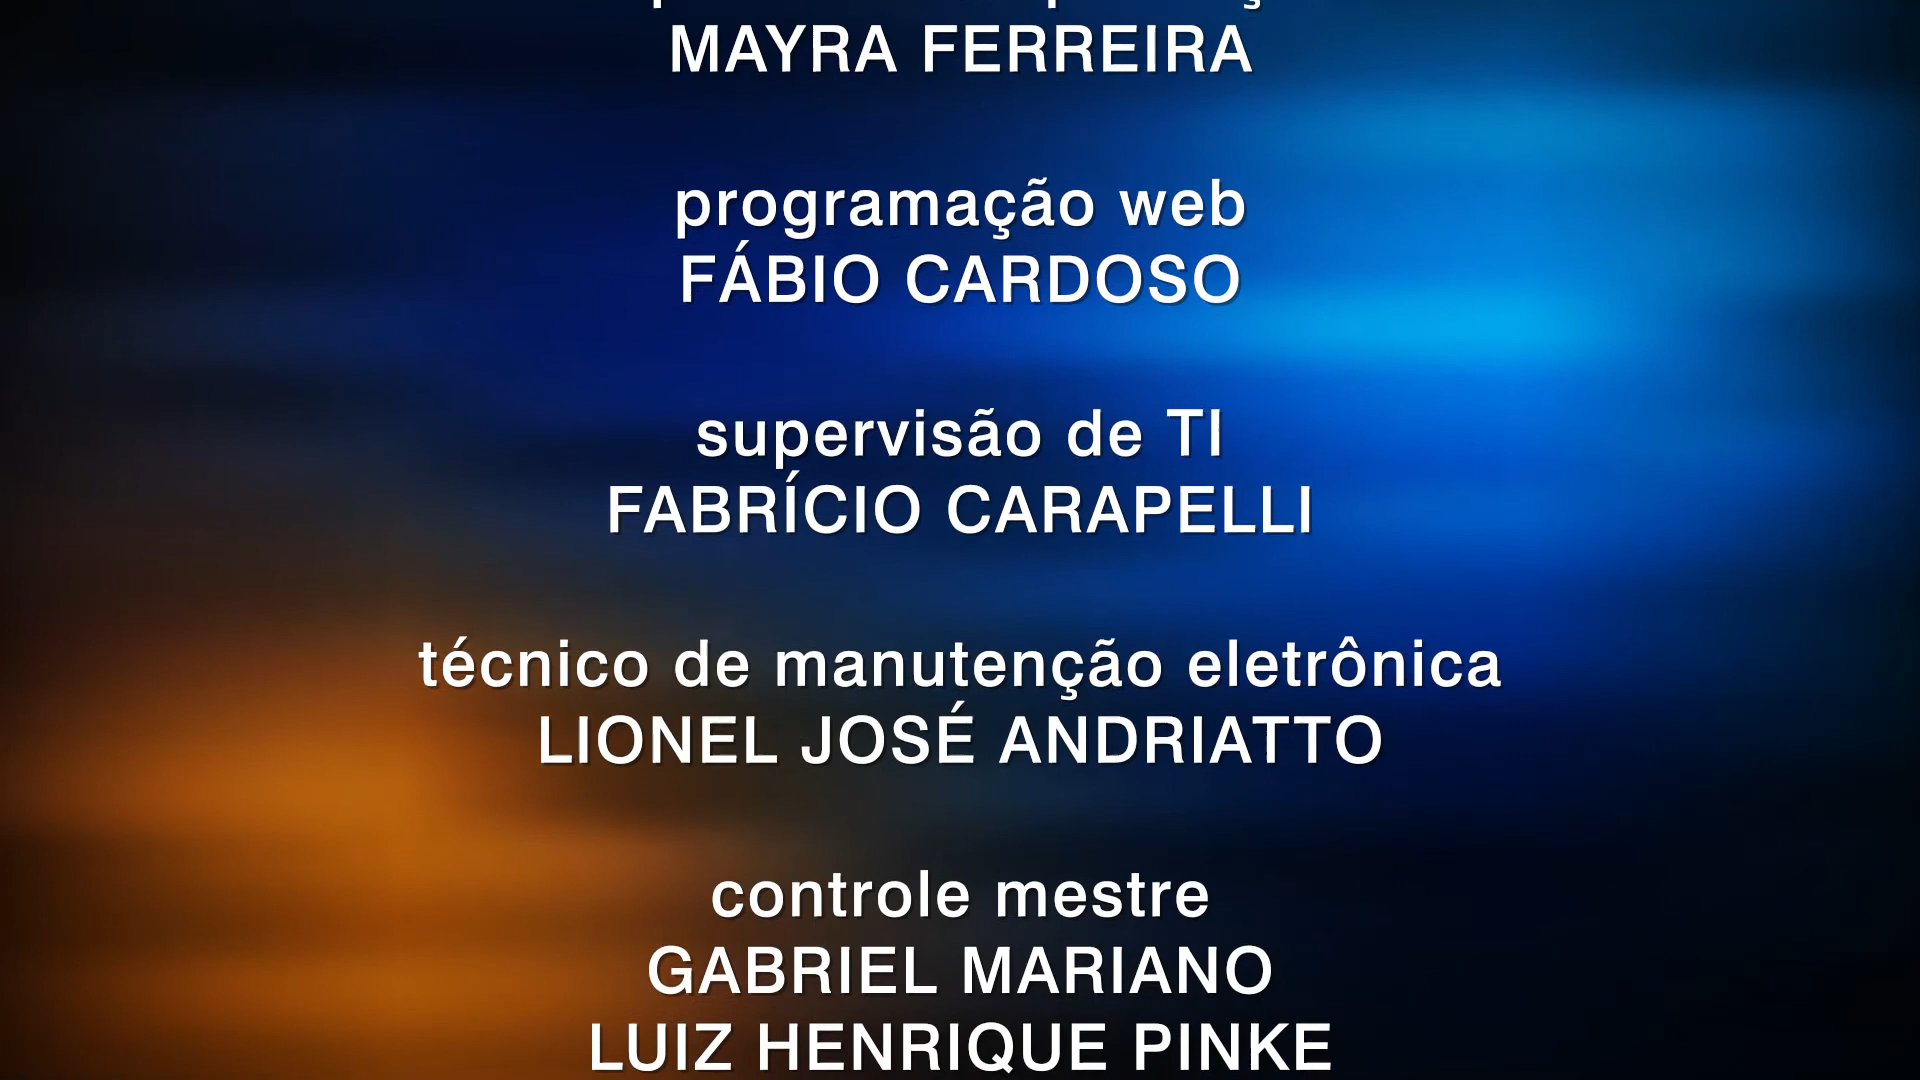 MAYRA FERREIRA
programação web
FÁBIO CARDOSO
supervisão de TI
FABRÍCIO CARAPELLI
técnico de manutenção eletrônica
LIONEL JOSÉ ANDRIATTO
controle mestre
GABRIEL MARIANO
LUIZ HENRIQUE PINKE